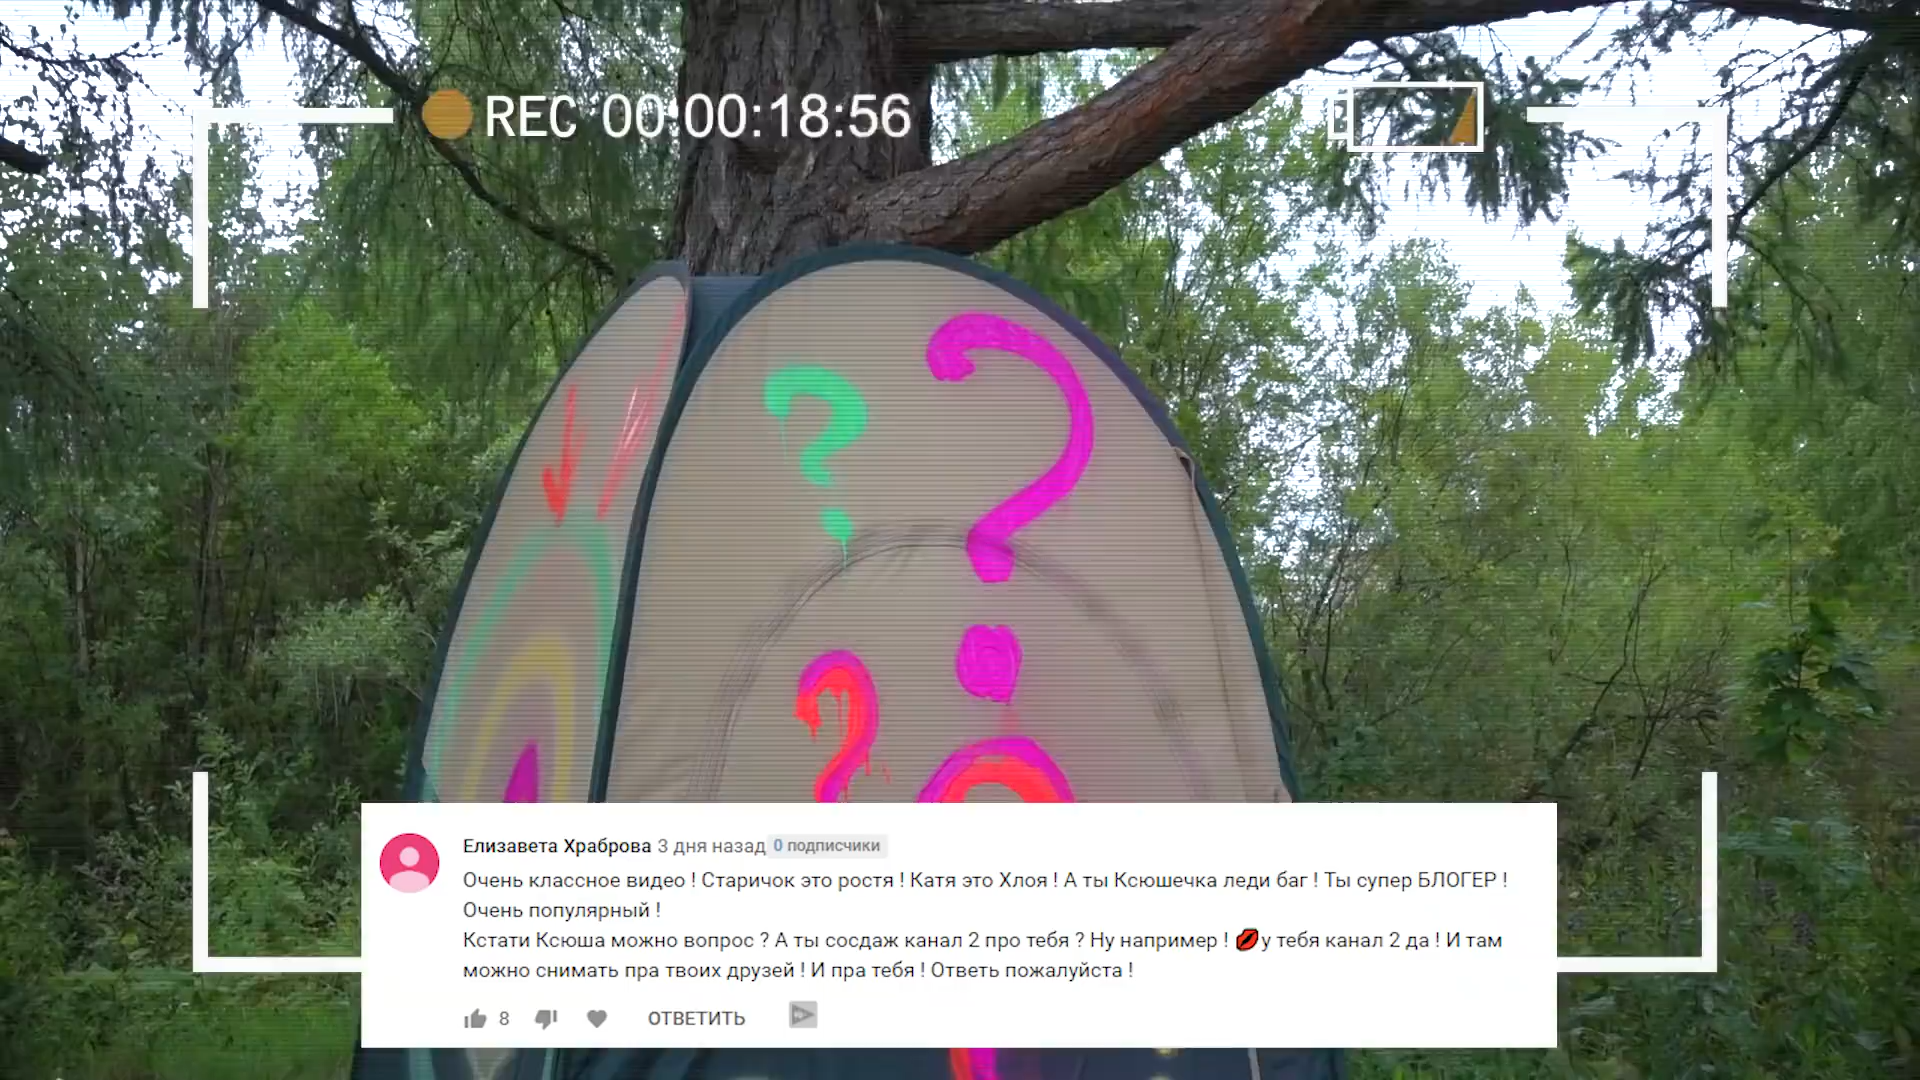 REC 00:00:18:56
? ?
?
Елизавета Храброва 3 дня назад 0 подписчики
Очень классное видео ! Старичок это ростя ! Катя это Хлоя ! А ты Ксюшечка леди баг ! Ты супер БЛОГЕР !
Очень популярный !
Кстати Ксюша можно вопрос ? А ты сосдаж канал 2 про тебя ? Ну например ! 💋у тебя канал 2 да ! И там
можно снимать пра твоих друзей ! И пра тебя ! Ответь пожалуйста !
8 ОТВЕТИТЬ